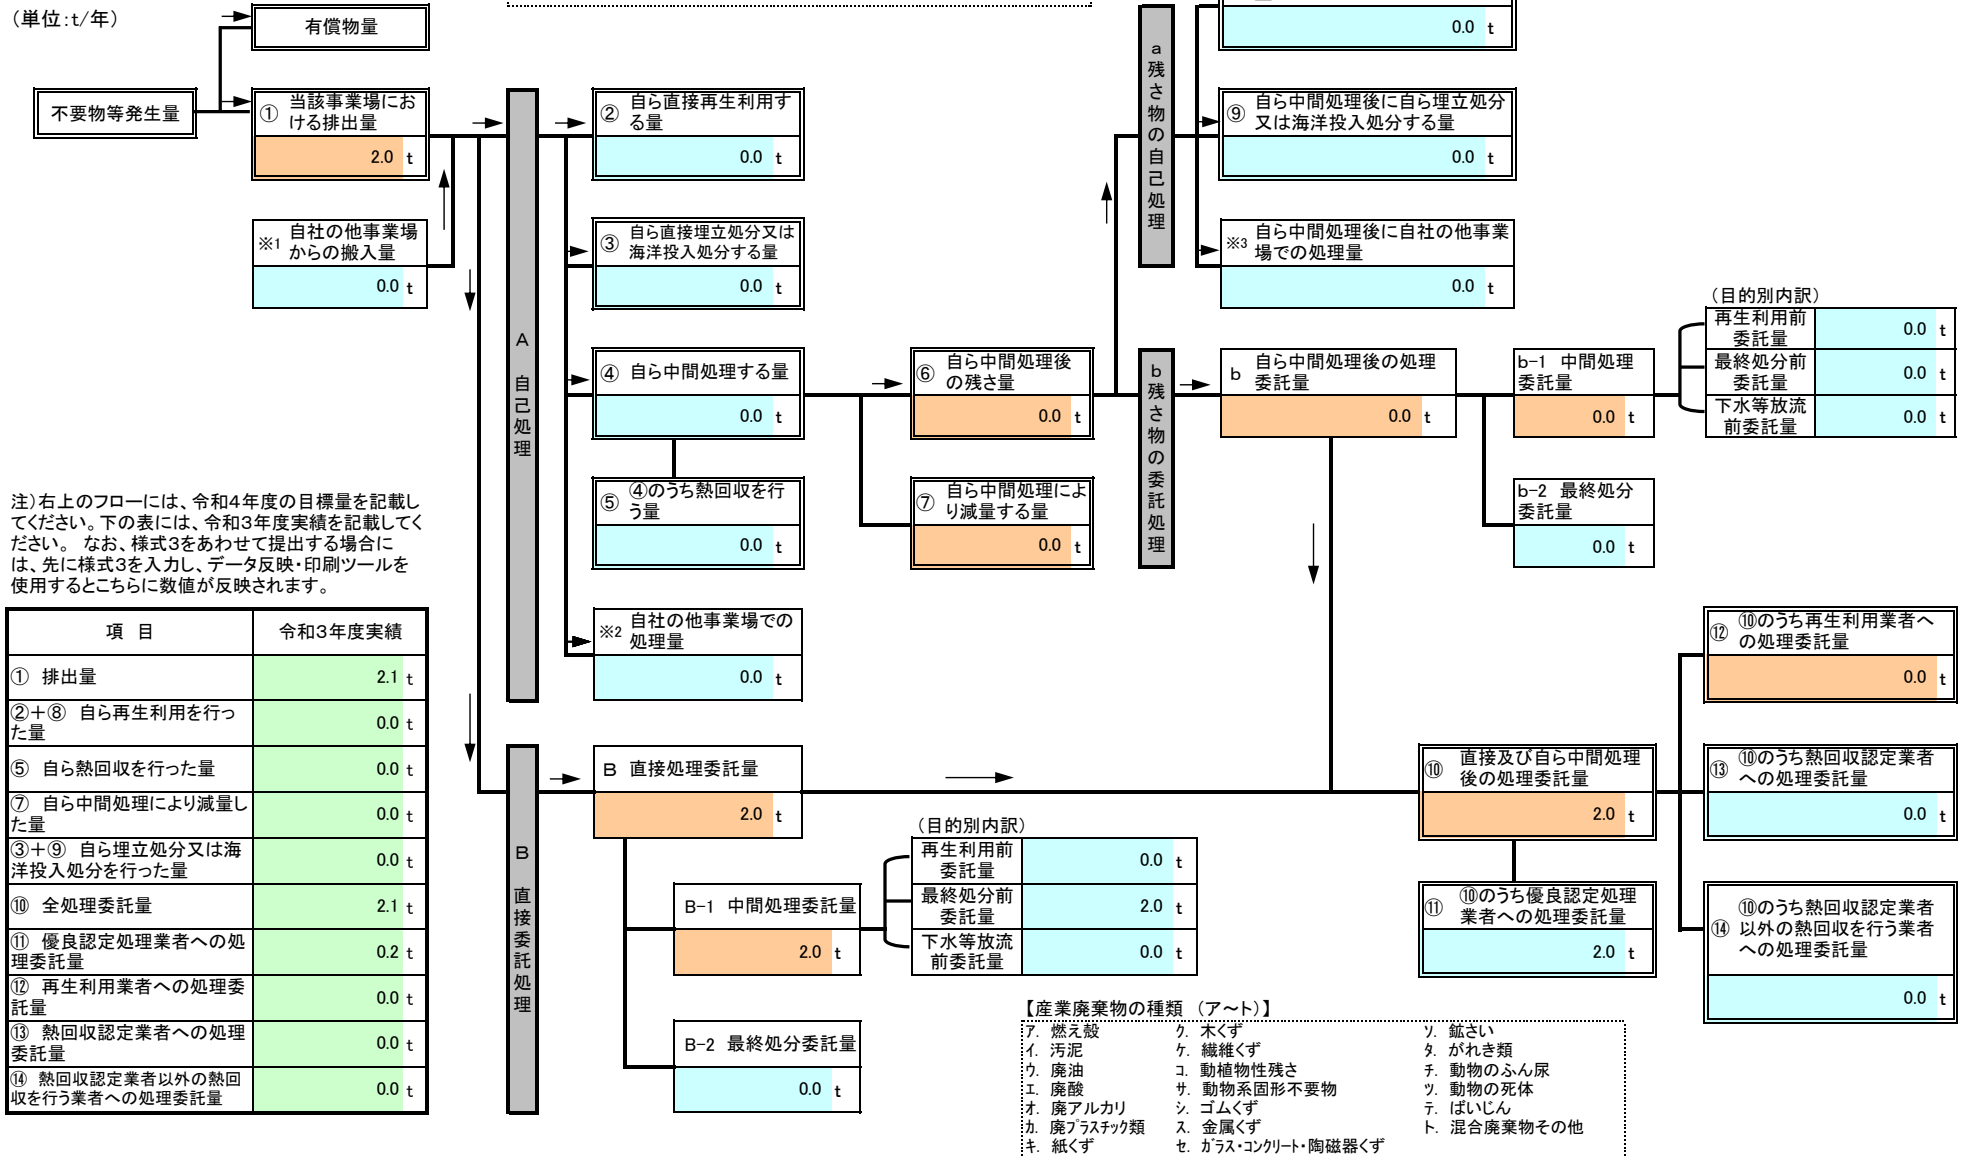 (単位:t/年)
有償物量
不要物等発生量
① 当該事業場にお
ける排出量
2.0 t
※1 自社の他事業場
からの搬入量
0.0 t
A 自己処理
② 自ら直接再生利用す
る量
0.0 t
③ 自ら直接埋立処分又は
海洋投入処分する量
0.0 t
④ 自ら中間処理する量
0.0 t
⑤ ④のうち熱回収を行
う量
0.0 t
※2 自社の他事業場での
処理量
0.0 t
⑥ 自ら中間処理後
の残さ量
0.0 t
⑦ 自ら中間処理によ
り減量する量
0.0 t
a 残さ物の自己処理
0.0 t
⑨ 自ら中間処理後に自ら埋立処分
又は海洋投入処分する量
0.0 t
※3 自ら中間処理後に自社の他事業
場での処理量
0.0 t
b 残さ物の委託処理
b 自ら中間処理後の処理
委託量
0.0 t
b-1 中間処理
委託量
0.0 t
(目的別内訳)
再生利用前
委託量
0.0 t
最終処分前
委託量
0.0 t
下水等放流
前委託量
0.0 t
b-2 最終処分
委託量
0.0 t
注)右上のフローには、令和4年度の目標量を記載し
てください。下の表には、令和3年度実績を記載してく
ださい。 なお、様式3をあわせて提出する場合に
は、先に様式3を入力し、データ反映・印刷ツールを
使用するとこちらに数値が反映されます。
項 目 令和3年度実績
① 排出量 2.1 t
②+⑧ 自ら再生利用を行っ
た量 0.0 t
⑤ 自ら熱回収を行った量 0.0 t
⑦ 自ら中間処理により減量し
た量 0.0 t
③+⑨ 自ら埋立処分又は海
洋投入処分を行った量 0.0 t
⑩ 全処理委託量 2.1 t
⑪ 優良認定処理業者への処
理委託量 0.2 t
⑫ 再生利用業者への処理委
託量 0.0 t
⑬ 熱回収認定業者への処理
委託量 0.0 t
⑭ 熱回収認定業者以外の熱回
収を行う業者への処理委託量 0.0 t
B 直接委託処理
B 直接処理委託量
2.0 t
B-1 中間処理委託量
2.0 t
(目的別内訳)
再生利用前
委託量
0.0 t
最終処分前
委託量
2.0 t
下水等放流
前委託量
0.0 t
B-2 最終処分委託量
0.0 t
⑩ 直接及び自ら中間処理
後の処理委託量
2.0 t
⑪ ⑩のうち優良認定処理
業者への処理委託量
2.0 t
⑫ ⑩のうち再生利用業者へ
の処理委託量
0.0 t
⑬ ⑩のうち熱回収認定業者
への処理委託量
0.0 t
⑭ ⑩のうち熱回収認定業者
以外の熱回収を行う業者
への処理委託量
0.0 t
【産業廃棄物の種類 (ア~ト)】
ア. 燃え殻 ク. 木くず ソ. 鉱さい
イ. 汚泥 ケ. 繊維くず タ. がれき類
ウ. 廃油 コ. 動植物性残さ チ. 動物のふん尿
エ. 廃酸 サ. 動物系固形不要物 ツ. 動物の死体
オ. 廃アルカリ シ. ゴムくず テ. ばいじん
カ. 廃プラスチック類 ス. 金属くず ト. 混合廃棄物その他
キ. 紙くず セ. ガラス・コンクリート・陶磁器くず